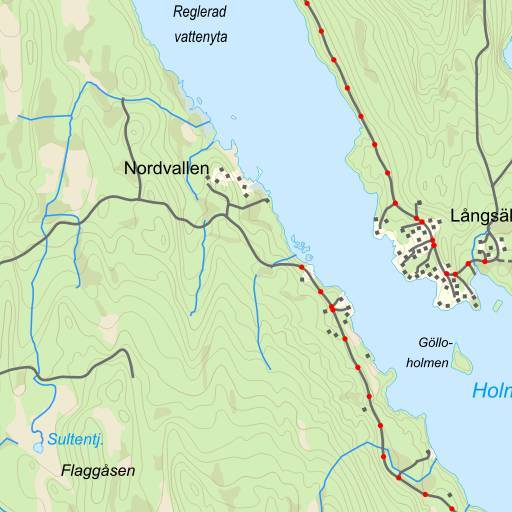 Reglerad
vattenyta
Nordvallen
Långsäl
Göllo-
holmen
Holm
Sultentj.
Flaggåsen